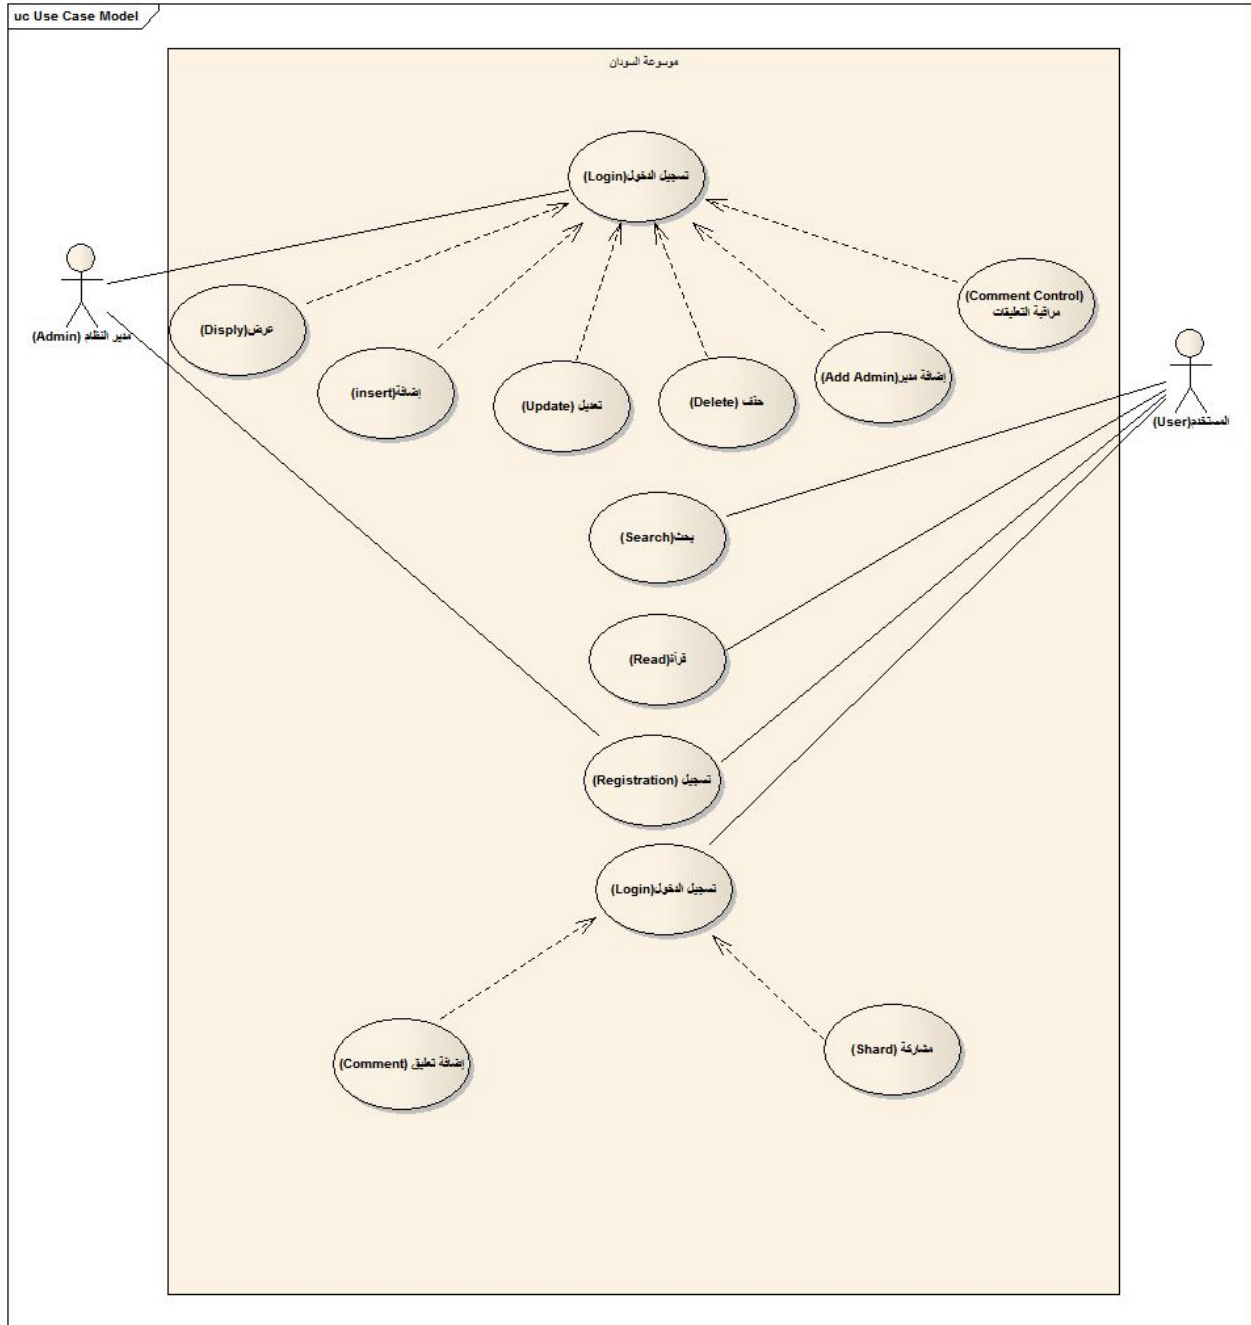 uc Use Case Model
موسوعة السودان
تسجيل الدخول(Login)
(Comment Control)
مراقبة التعليقات
عرض(Disply)
مدير النظام (Admin)
إضافة(insert)
تعديل (Update)
حذف (Delete)
إضافة مدير(Add Admin)
المستخدم(User)
بحث(Search)
قرأة(Read)
تسجيل (Registration)
تسجيل الدخول(Login)
إضافة تعليق (Comment)
مشاركة (Shard)